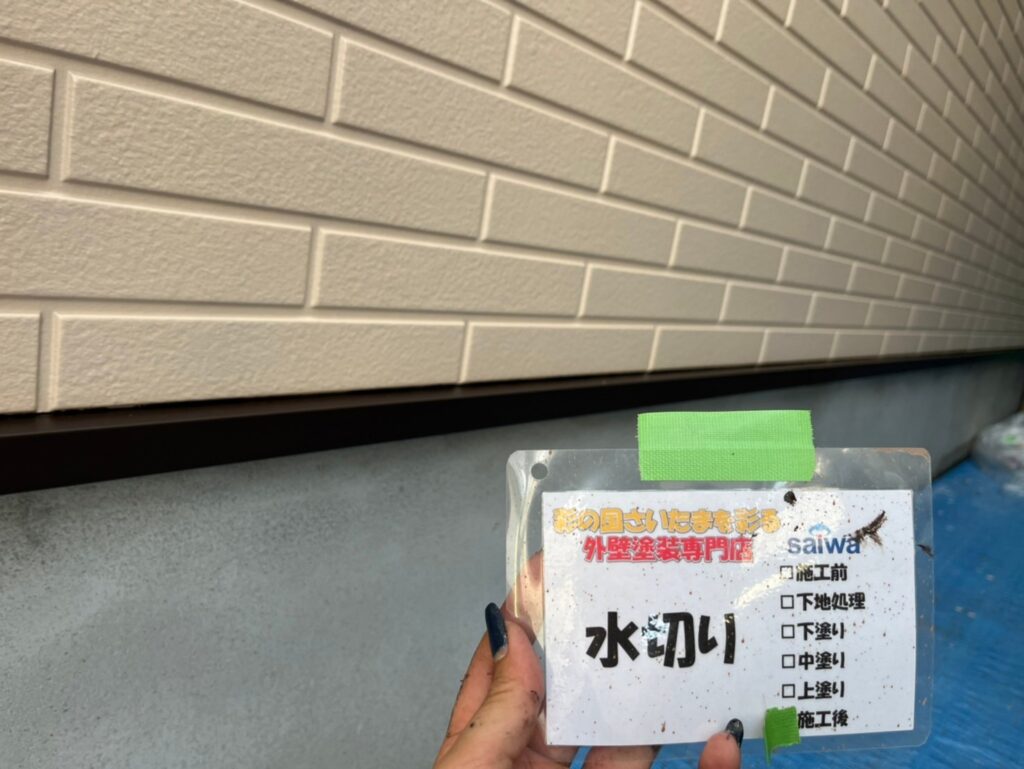 彩の国さいたまを彩る
外壁塗装専門店
saiwa
水切り
□施工前
□下地処理
□下塗り
□中塗り
□上塗り
施工後